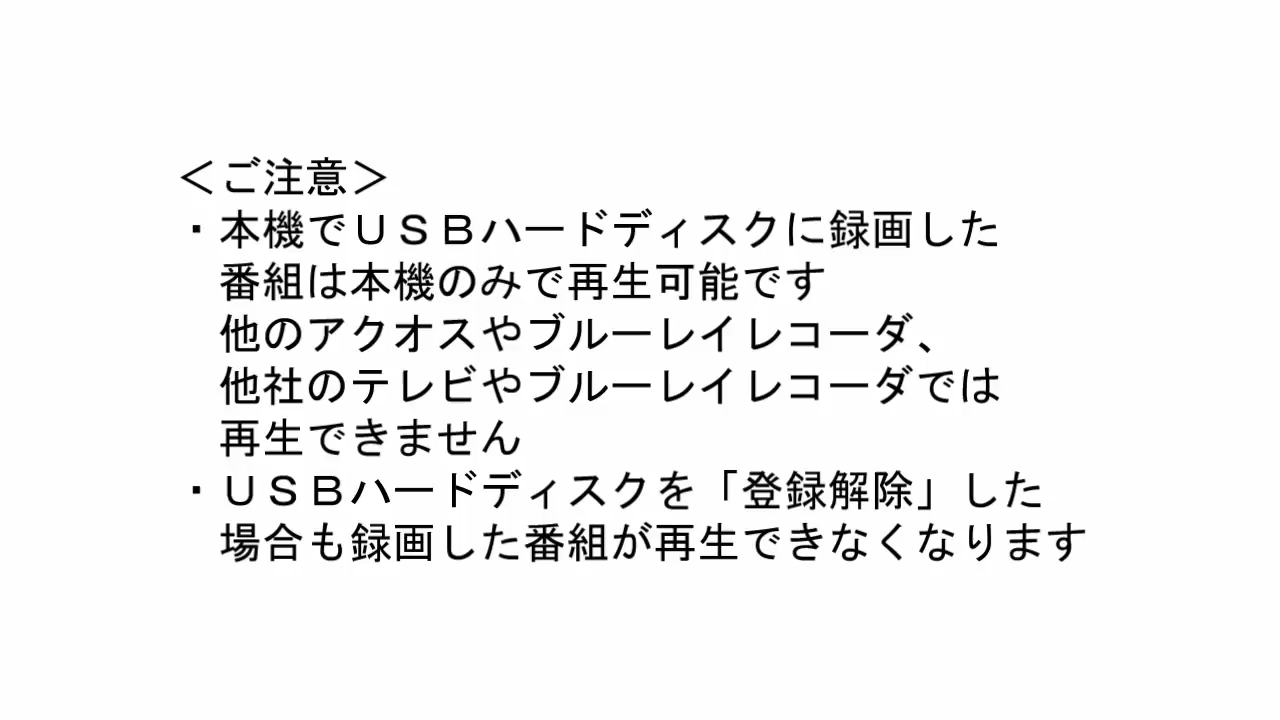 ＜ご注意＞
・本機でＵＳＢハードディスクに録画した
番組は本機のみで再生可能です
他のアクオスやブルーレイレコーダ、
他社のテレビやブルーレイレコーダでは
再生できません
・ＵＳＢハードディスクを「登録解除」した
場合も録画した番組が再生できなくなります